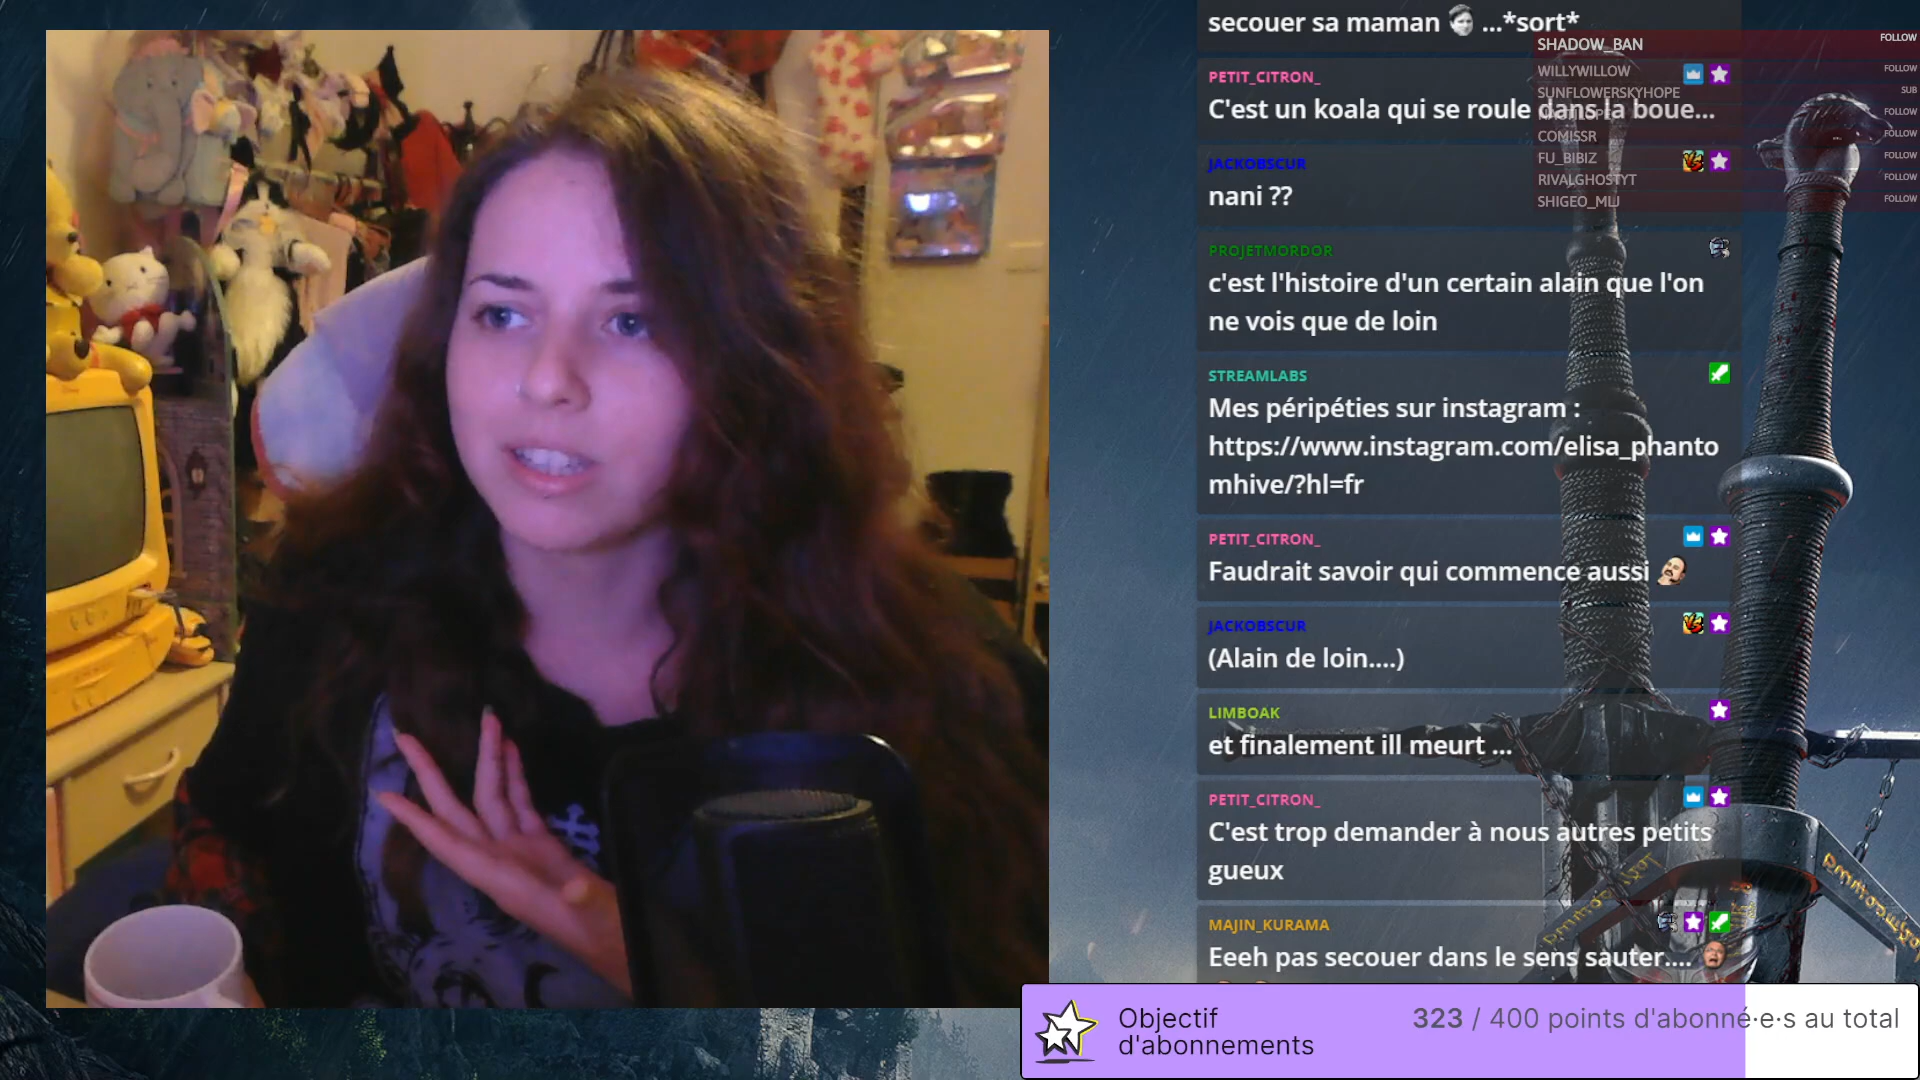 secouer sa maman ...*sort*
SHADOW_BAN FOLLOW
WILLYWILLOW FOLLOW
SUNFLOWERSKYHOPE SUB
FOLLOW
COMISSR FOLLOW
FU_BIBIZ FOLLOW
RIVALGHOSTYT FOLLOW
SHIGEO_MLJ FOLLOW
PETIT_CITRON_
C'est un koala qui se roule dans la boue...
JACKOBSCUR
nani ??
PROJETMORDOR
c'est l'histoire d'un certain alain que l'on
ne vois que de loin
STREAMLABS
Mes péripéties sur instagram :
https://www.instagram.com/elisa_phanto
mhive/?hl=fr
PETIT_CITRON_
Faudrait savoir qui commence aussi
JACKOBSCUR
(Alain de loin....)
LIMBOAK
et finalement ill meurt ...
PETIT_CITRON_
C'est trop demander à nous autres petits
gueux
MAJIN_KURAMA
Eeeh pas secouer dans le sens sauter....
Objectif
d'abonnements
323 / 400 points d'abonné·e·s au total